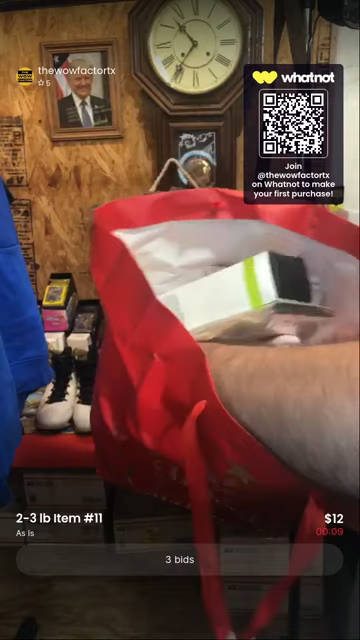 thewowfactortx
☆5
whatnot
Join
@thewowfactortx
on Whatnot to make
your first purchase!
2-3 lb Item #11
$12
As Is
00:09
3 bids